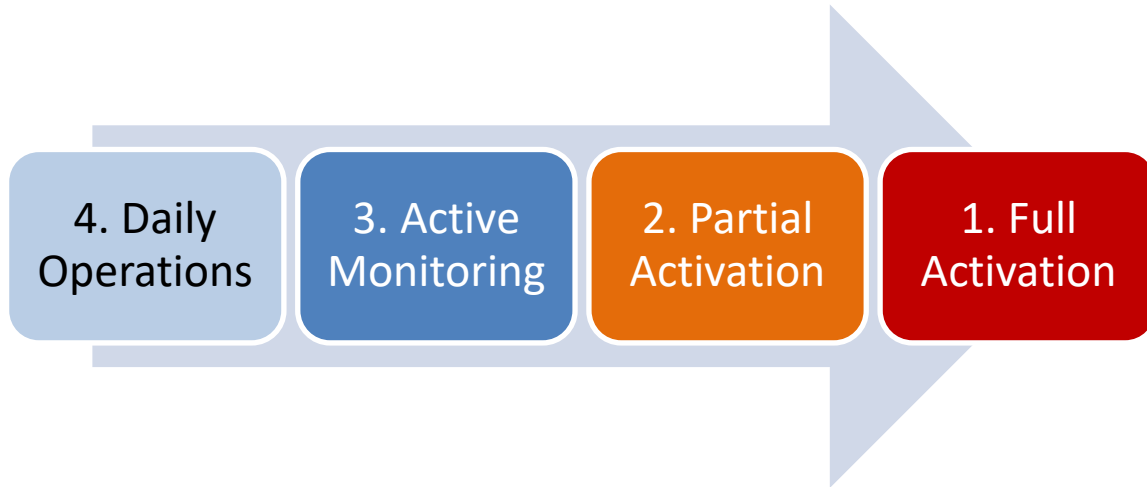 4. Daily
Operations
3. Active
Monitoring
2. Partial
Activation
1. Full
Activation